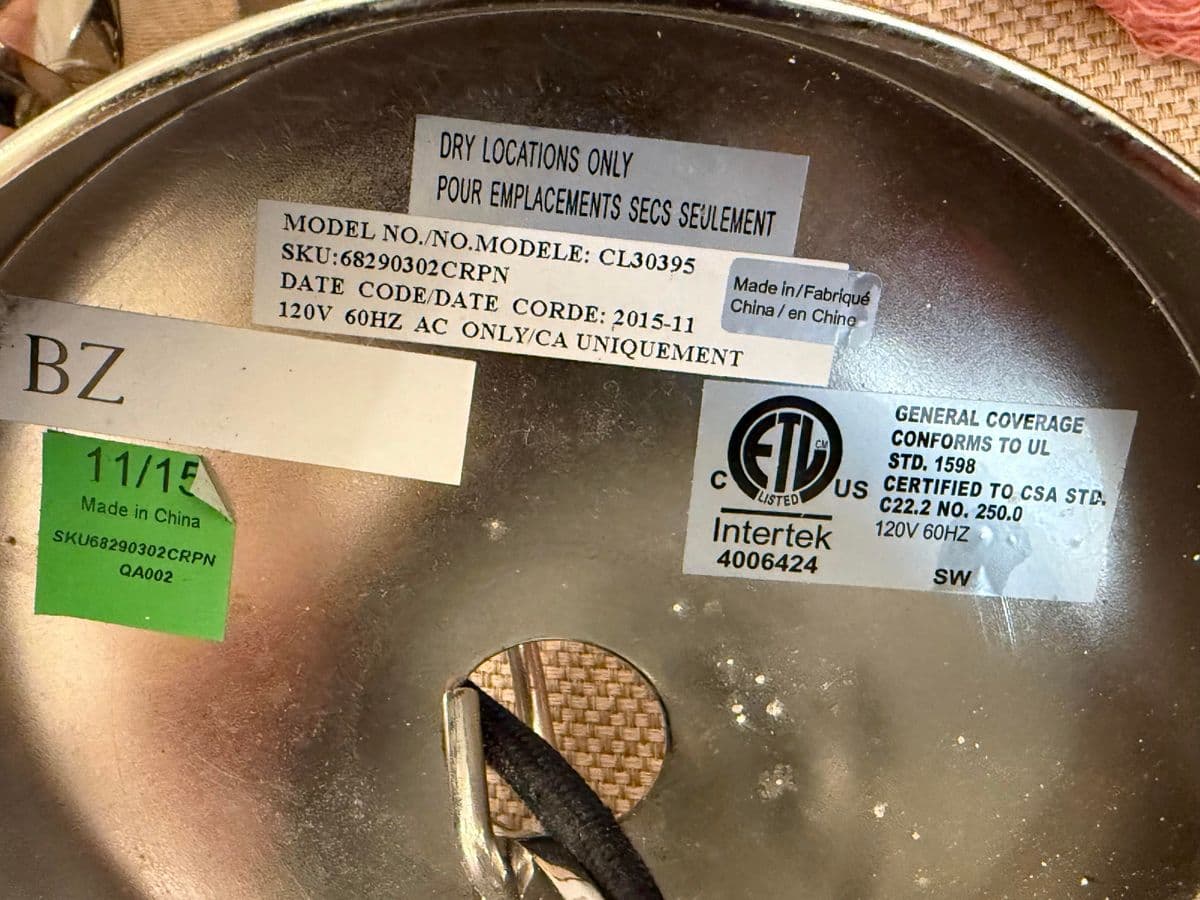 DRY LOCATIONS ONLY
POUR EMPLACEMENTS SECS SEULEMENT
MODEL NO./NO.MODELE: CL30395
SKU:68290302CRPN
DATE CODE/DATE CORDE: 2015-11
120V 60HZ AC ONLY/CA UNIQUEMENT
Made in/Fabriqué
China / en Chine
BZ
11/15
Made in China
SKU68290302CRPN
QA002
ETL
CM
LISTED
C
US
Intertek
4006424
GENERAL COVERAGE
CONFORMS TO UL
STD. 1598
CERTIFIED TO CSA STD.
C22.2 NO. 250.0
120V 60HZ
SW